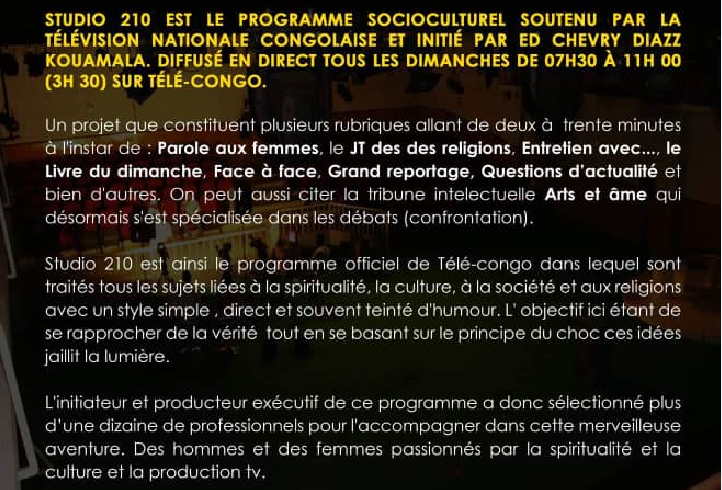 STUDIO 210 EST LE PROGRAMME SOCIOCULTUREL SOUTENU PAR LA
TÉLÉVISION NATIONALE CONGOLAISE ET INITIÉ PAR ED CHEVRY DIAZZ
KOUAMALA. DIFFUSÉ EN DIRECT TOUS LES DIMANCHES DE 07H30 À 11H 00
(3H 30) SUR TÉLÉ-CONGO.
Un projet que constituent plusieurs rubriques allant de deux à trente minutes
à l'instar de : Parole aux femmes, le JT des des religions, Entretien avec..., le
Livre du dimanche, Face à face, Grand reportage, Questions d'actualité et
bien d'autres. On peut aussi citer la tribune intelectuelle Arts et âme qui
désormais s'est spécialisée dans les débats (confrontation).
Studio 210 est ainsi le programme officiel de Télé-congo dans lequel sont
traités tous les sujets liées à la spiritualité, la culture, à la société et aux religions
avec un style simple , direct et souvent teinté d'humour. L' objectif ici étant de
se rapprocher de la vérité tout en se basant sur le principe du choc ces idées
jaillit la lumière.
L'initiateur et producteur exécutif de ce programme a donc sélectionné plus
d'une dizaine de professionnels pour l'accompagner dans cette merveilleuse
aventure. Des hommes et des femmes passionnés par la spiritualité et la
culture et la production tv.